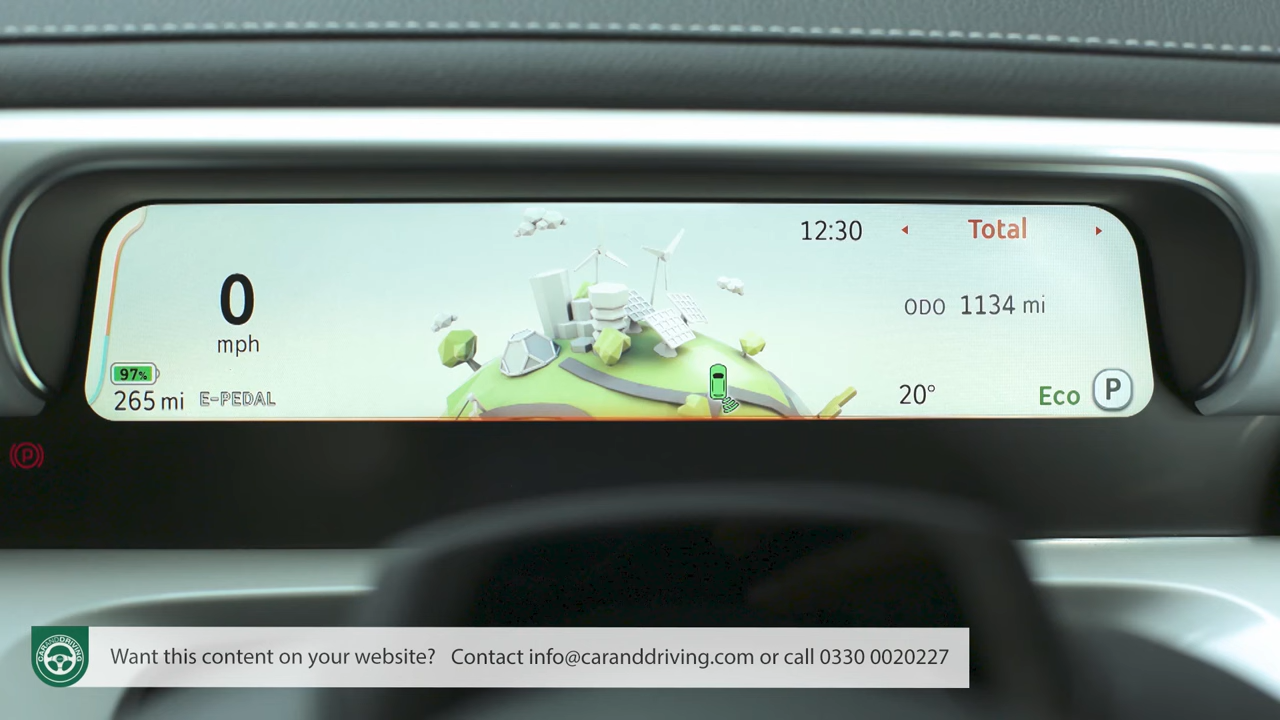 12:30
Total
0
mph
ODO 1134 mi
97%
265 mi E-PEDAL
20°
Eco P
P
CARANDDRIVING
Want this content on your website? Contact info@caranddriving.com or call 0330 0020227